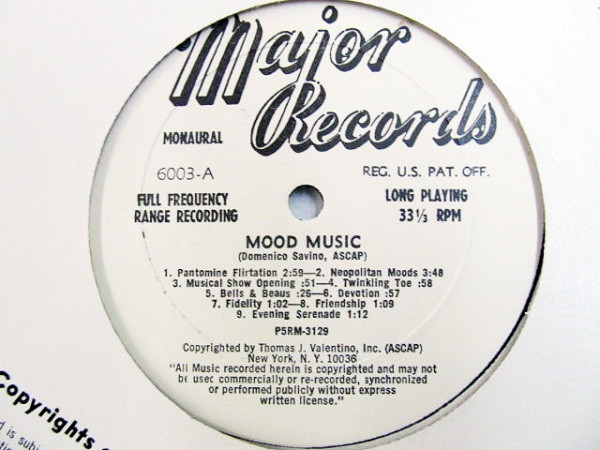 Major
Records
MONAURAL
6003-A
REG. U.S. PAT. OFF.
FULL FREQUENCY
RANGE RECORDING
LONG PLAYING
33 1/3 RPM
MOOD MUSIC
(Domenico Savino, ASCAP)
1. Pantomine Flirtation 2:59—2. Neopolitan Moods 3:48
3. Musical Show Opening :51—4. Twinkling Toe :58
5. Bells & Beaus :26—6. Devotion :57
7. Fidelity 1:02—8. Friendship 1:09
9. Evening Serenade 1:12
P5RM-3129
Copyrighted by Thomas J. Valentino, Inc. (ASCAP)
New York, N. Y. 10036
"All Music recorded herein is copyrighted and may not
be used commercially or re-recorded, synchronized
or performed publicly without express
written license."
Copyrights
is